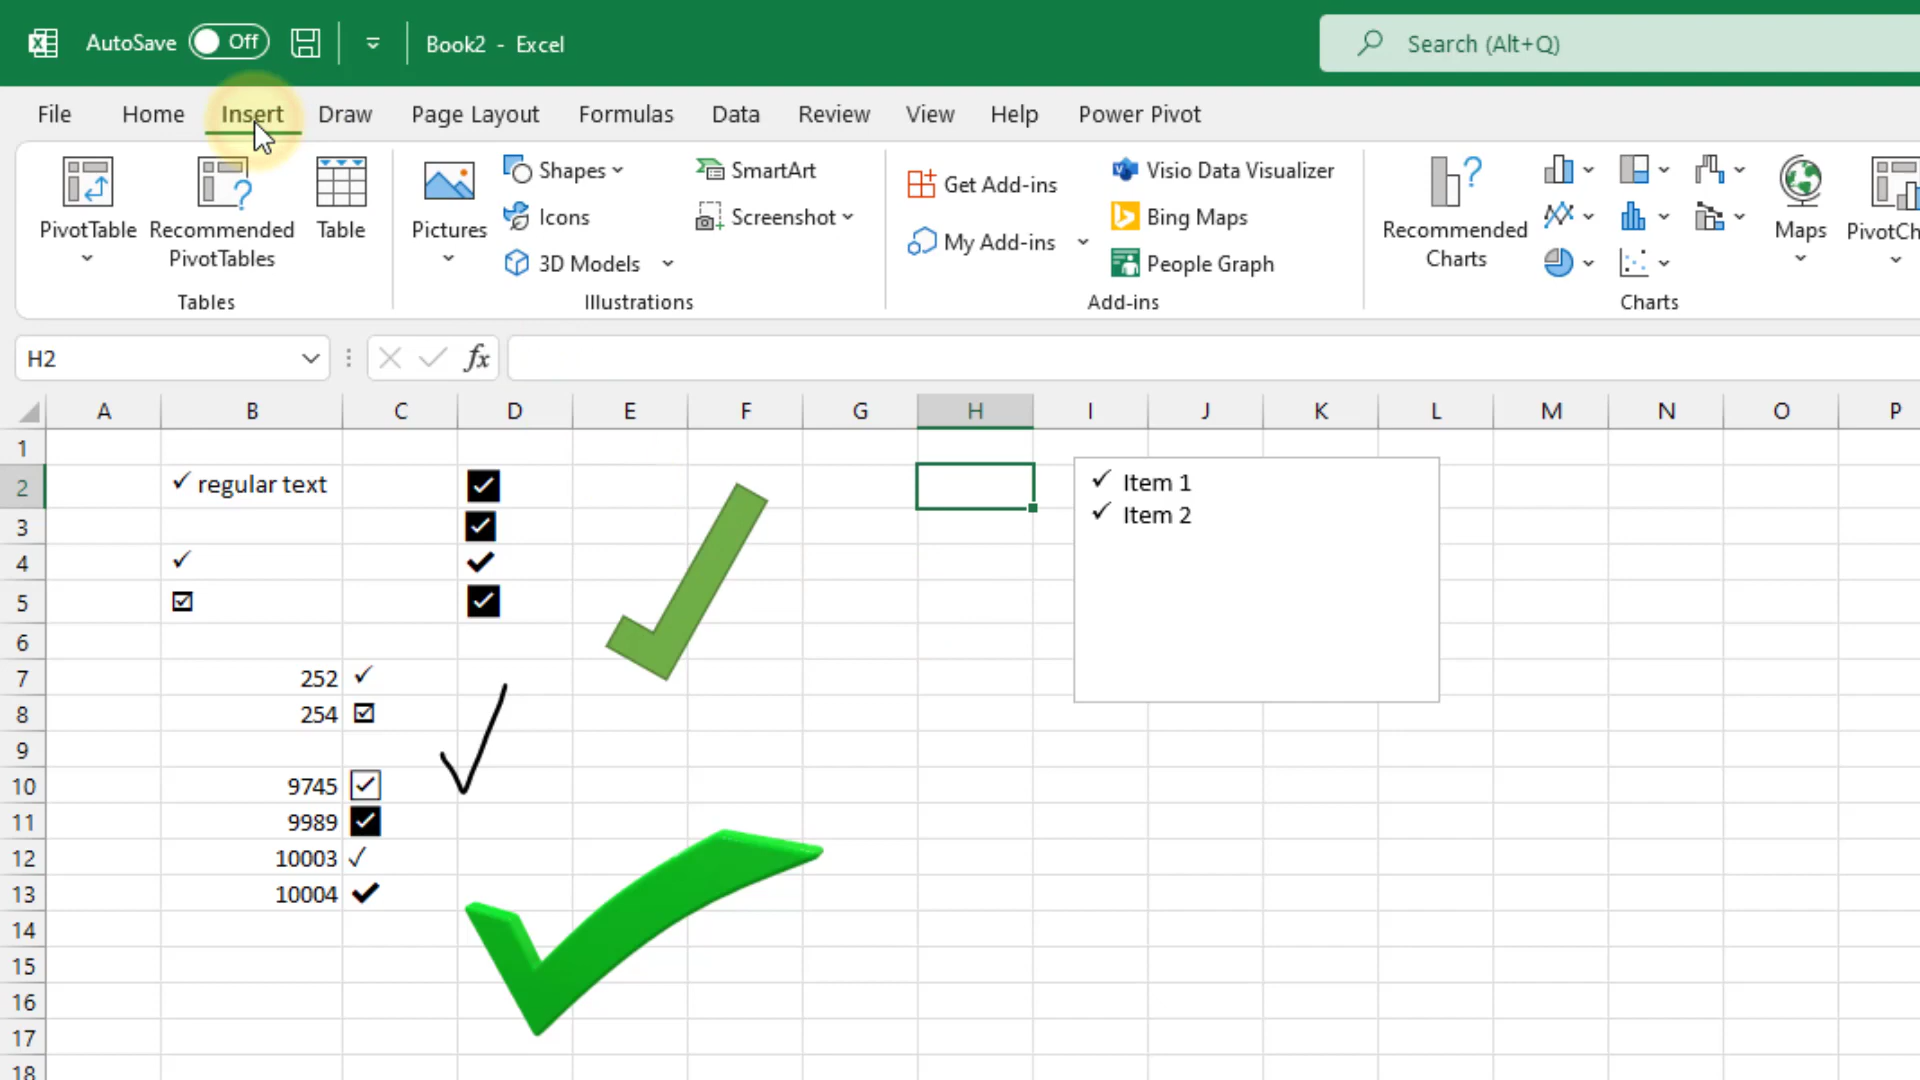 AutoSave Off Book2 - Excel Search (Alt+Q)
File Home Insert Draw Page Layout Formulas Data Review View Help Power Pivot
PivotTable
Recommended
PivotTables
Table
Tables
Pictures
Shapes
Icons
3D Models
SmartArt
Screenshot
Illustrations
Get Add-ins
My Add-ins
Visio Data Visualizer
Bing Maps
People Graph
Add-ins
Recommended
Charts
Maps
PivotCh
Charts
H2 fx
A B C D E F G H I J K L M N O P
1
2 ✓ regular text ✓ Item 1
✓ Item 2
3
4 ✓ ✔
5 ☑
6
7 252 ✓
8 254 ☑
9
10 9745 ☑
11 9989 ✅
12 10003 ✓
13 10004 ✔
14
15
16
17
18